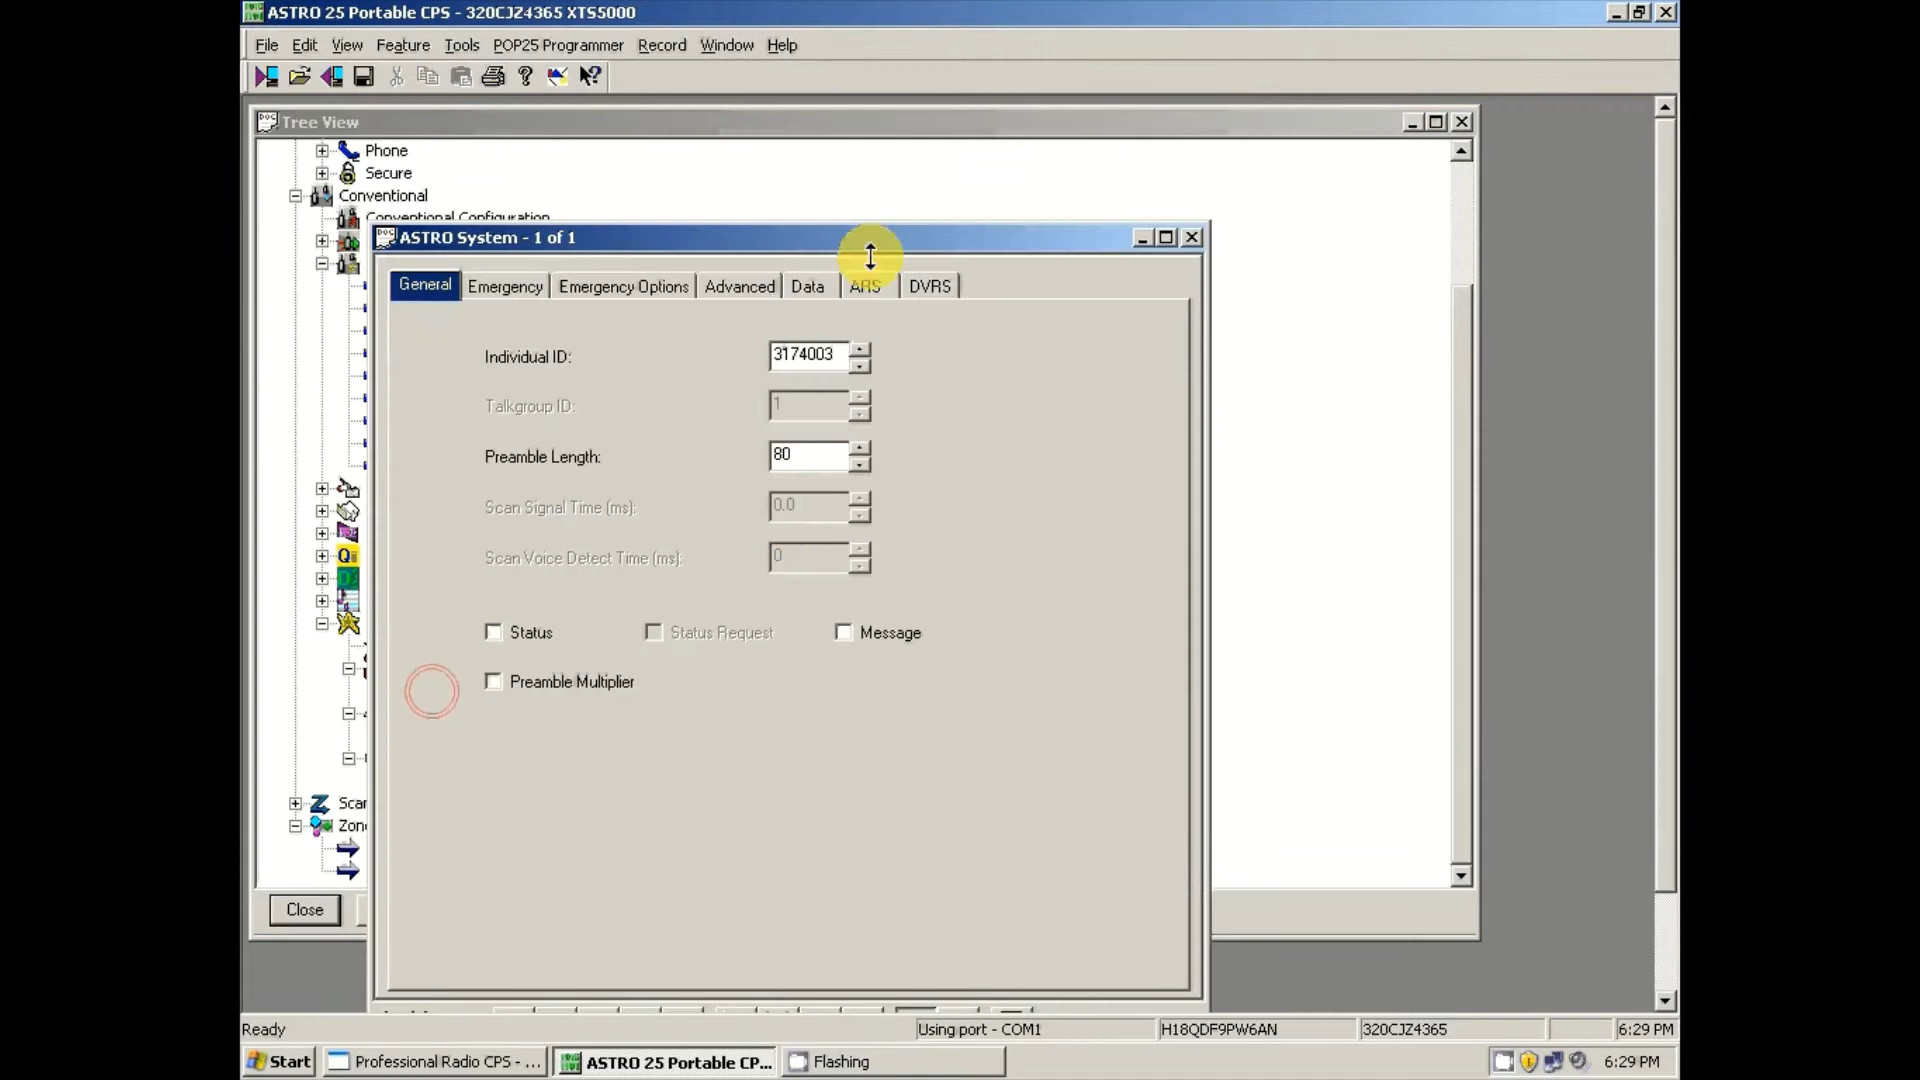 ASTRO 25 Portable CPS - 320CJZ4365 XTS5000
File Edit View Feature Tools POP25 Programmer Record Window Help
Tree View
Phone
Secure
Conventional
Conventional Configuration
ASTRO System - 1 of 1
General Emergency Emergency Options Advanced Data ARS DVRS
Individual ID: 3174003
Talkgroup ID: 1
Preamble Length: 80
Scan Signal Time (ms): 0.0
Scan Voice Detect Time (ms): 0
Status Status Request Message
Preamble Multiplier
Scar
Zon
Close
Ready Using port - COM1 H18QDF9PW6AN 320CJZ4365 6:29 PM
Start Professional Radio CPS - ... ASTRO 25 Portable CP... Flashing 6:29 PM